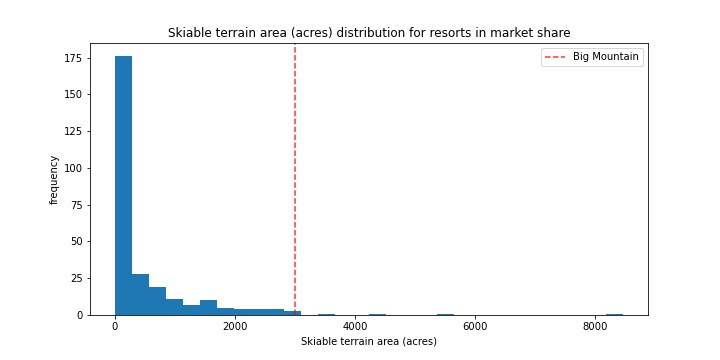 Skiable terrain area (acres) distribution for resorts in market share
Big Mountain
frequency
175
150
125
100
75
50
25
0
0 2000 4000 6000 8000
Skiable terrain area (acres)